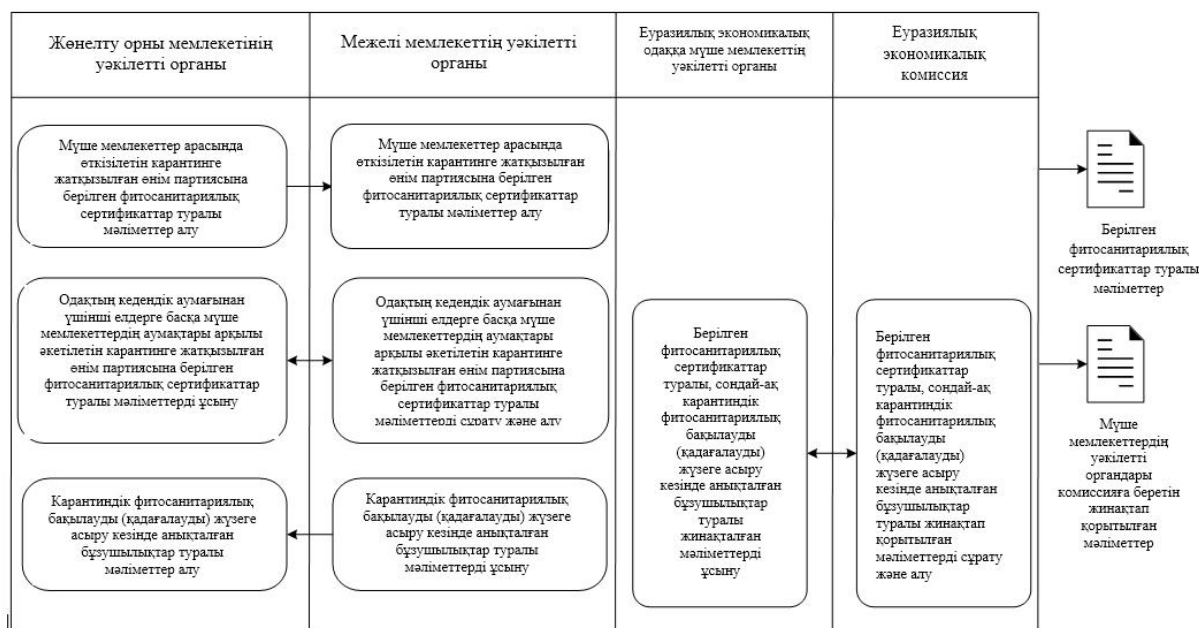 Жөнелту орны мемлекетінің
уәкілетті органы
Межелі мемлекеттің уәкілетті
органы
Еуразиялық экономикалық
одаққа мүше мемлекеттің
уәкілетті органы
Еуразиялық
экономикалық
комиссия
Мүше мемлекеттер арасында
өткізілетін карантинге
жатқызылған өнім партиясына
берілген фитосанитариялық
сертификаттар туралы
мәліметтер алу
Мүше мемлекеттер арасында
өткізілетін карантинге жатқызылған
өнім партиясына берілген
фитосанитариялық сертификаттар
туралы мәліметтер алу
Берілген
фитосанитариялық
сертификаттар туралы
мәліметтер
Одақтың кедендік аумағынан
үшінші елдерге басқа мүше
мемлекеттердің аумақтары арқылы
әкетілетін карантинге жатқызылған
өнім партиясына берілген
фитосанитариялық сертификаттар
туралы мәліметтерді ұсыну
Одақтың кедендік аумағынан
үшінші елдерге басқа мүше
мемлекеттердің аумақтары
арқылы әкетілетін карантинге
жатқызылған өнім партиясына
берілген фитосанитариялық
сертификаттар туралы
мәліметтерді сұрату және алу
Берілген
фитосанитариялық
сертификаттар
туралы, сондай-ақ
карантиндік
фитосанитариялық
бақылауды
(қадағалауды)
жүзеге асыру
кезінде анықталған
бұзушылықтар
туралы
жинақталған
мәліметтерді
ұсыну
Берілген
фитосанитариялық
сертификаттар
туралы, сондай-ақ
карантиндік
фитосанитариялық
бақылауды
(қадағалауды)
жүзеге асыру
кезінде анықталған
бұзушылықтар
туралы жинақтап
қорытылған
мәліметтерді сұрату
және алу
Мүше
мемлекеттердің
уәкілетті
органдары
комиссияға беретін
жинақтап
қорытылған
мәліметтер
Карантиндік фитосанитариялық
бақылауды (қадағалауды) жүзеге
асыру кезінде анықталған
бұзушылықтар туралы
мәліметтер алу
Карантиндік фитосанитариялық
бақылауды (қадағалауды) жүзеге
асыру кезінде анықталған
бұзушылықтар туралы
мәліметтерді ұсыну